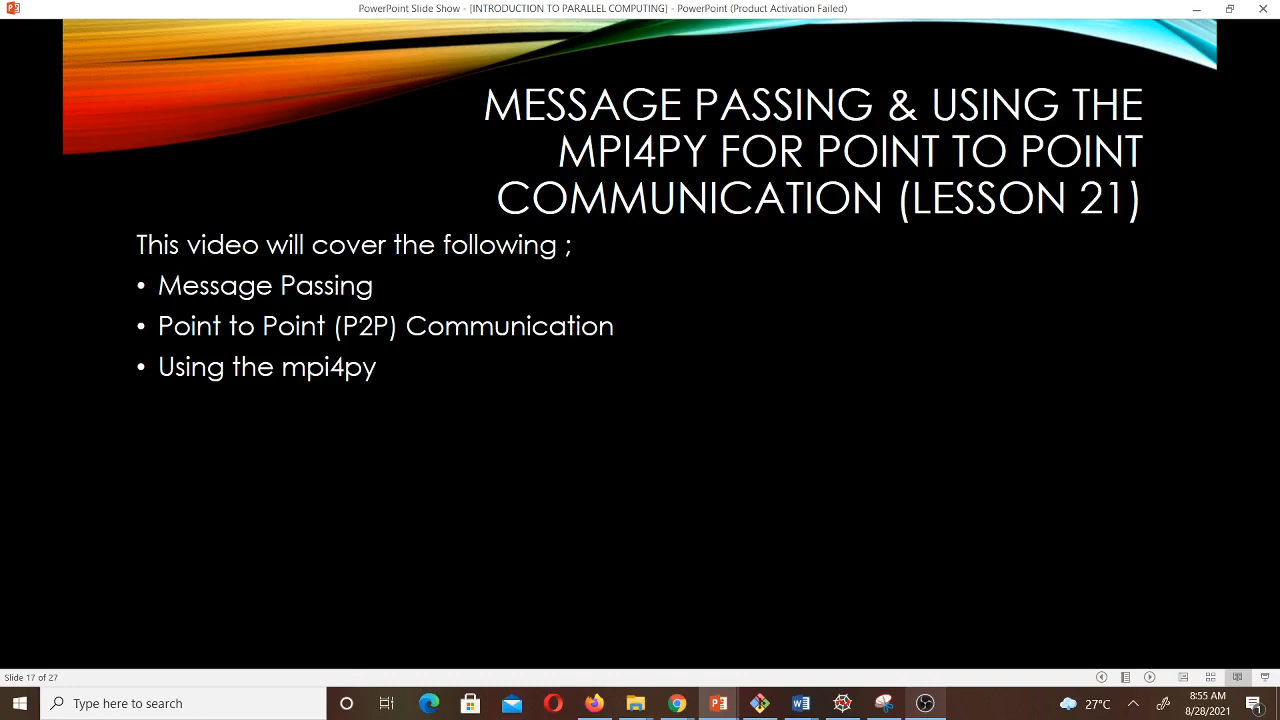 PowerPoint Slide Show - [INTRODUCTION TO PARALLEL COMPUTING] - PowerPoint (Product Activation Failed)
MESSAGE PASSING & USING THE
MPI4PY FOR POINT TO POINT
COMMUNICATION (LESSON 21)
This video will cover the following ;
• Message Passing
• Point to Point (P2P) Communication
• Using the mpi4py
Slide 17 of 27
Type here to search
27°C
8:55 AM
8/28/2021
1